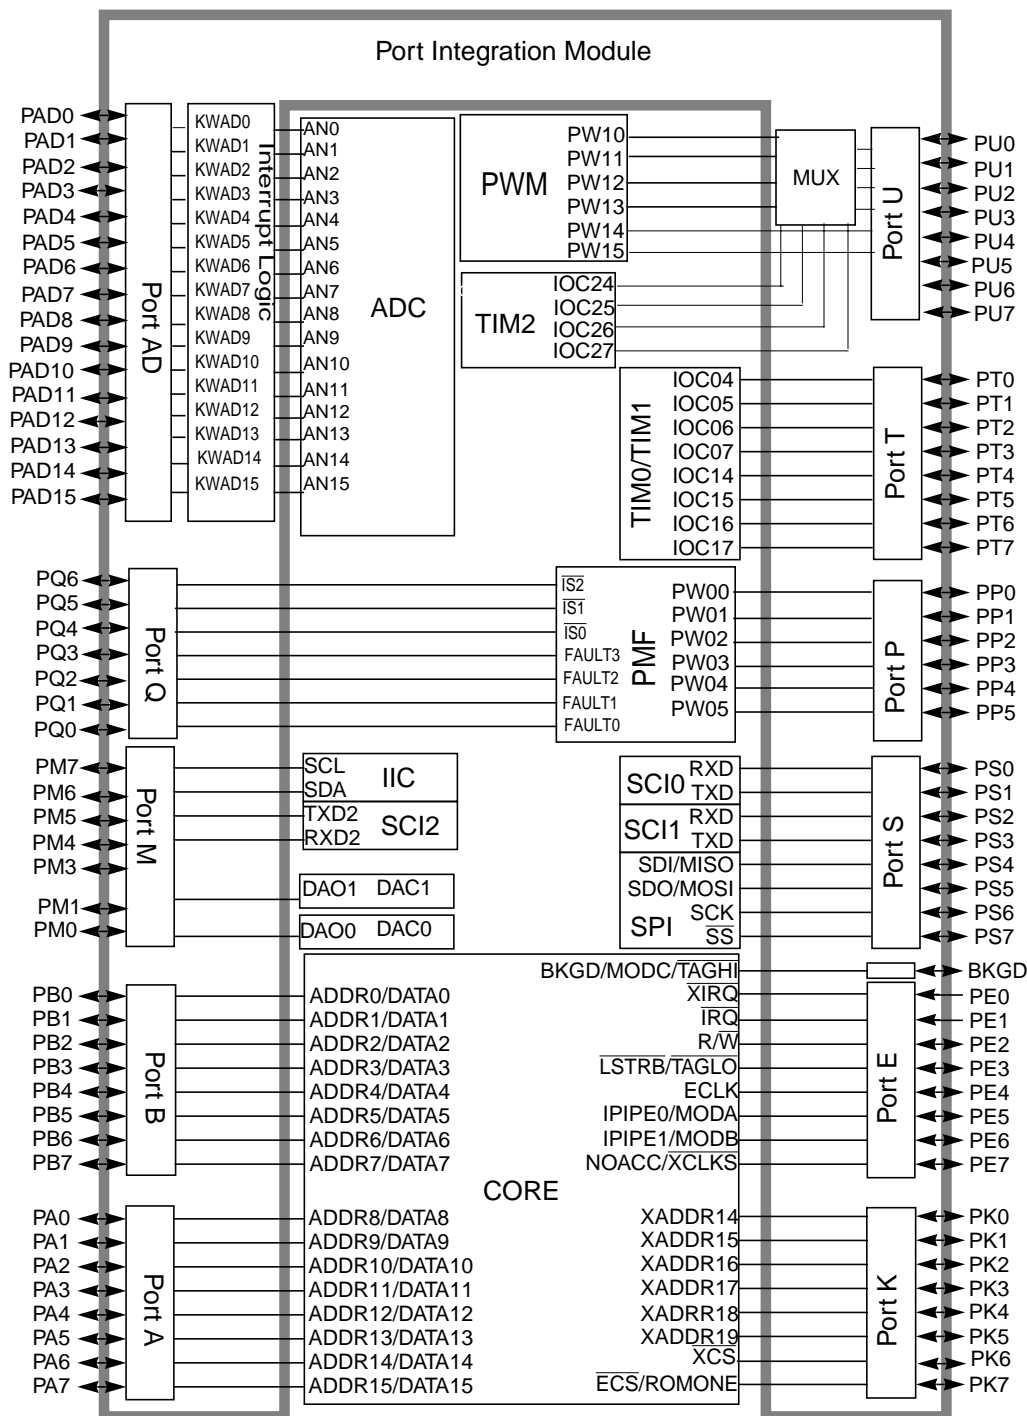 Port Integration Module
PAD0
PAD1
PAD2
PAD3
PAD4
PAD5
PAD6
PAD7
PAD8
PAD9
PAD10
PAD11
PAD12
PAD13
PAD14
PAD15
Port AD
KWAD0
KWAD1
KWAD2
KWAD3
KWAD4
KWAD5
KWAD6
KWAD7
KWAD8
KWAD9
KWAD10
KWAD11
KWAD12
KWAD13
KWAD14
KWAD15
Interrupt Logic
AN0
AN1
AN2
AN3
AN4
AN5
AN6
AN7
AN8
AN9
AN10
AN11
AN12
AN13
AN14
AN15
ADC
PWM
PW10
PW11
PW12
PW13
PW14
PW15
MUX
Port U
PU0
PU1
PU2
PU3
PU4
PU5
PU6
PU7
TIM2
IOC24
IOC25
IOC26
IOC27
TIM0/TIM1
IOC04
IOC05
IOC06
IOC07
IOC14
IOC15
IOC16
IOC17
Port T
PT0
PT1
PT2
PT3
PT4
PT5
PT6
PT7
PQ6
PQ5
PQ4
PQ3
PQ2
PQ1
PQ0
Port Q
IS2
IS1
IS0
FAULT3
FAULT2
FAULT1
FAULT0
PMF
PW00
PW01
PW02
PW03
PW04
PW05
Port P
PP0
PP1
PP2
PP3
PP4
PP5
PM7
PM6
PM5
PM4
PM3
PM1
PM0
Port M
SCL
SDA
IIC
TXD2
RXD2
SCI2
DAO1 DAC1
DAO0 DAC0
SCI0
RXD
TXD
SCI1
RXD
TXD
SPI
SDI/MISO
SDO/MOSI
SCK
SS
Port S
PS0
PS1
PS2
PS3
PS4
PS5
PS6
PS7
PB0
PB1
PB2
PB3
PB4
PB5
PB6
PB7
Port B
ADDR0/DATA0
ADDR1/DATA1
ADDR2/DATA2
ADDR3/DATA3
ADDR4/DATA4
ADDR5/DATA5
ADDR6/DATA6
ADDR7/DATA7
CORE
BKGD/MODC/TAGHI
XIRQ
IRQ
R/W
LSTRB/TAGLO
ECLK
IPIPE0/MODA
IPIPE1/MODB
NOACC/XCLKS
Port E
BKGD
PE0
PE1
PE2
PE3
PE4
PE5
PE6
PE7
PA0
PA1
PA2
PA3
PA4
PA5
PA6
PA7
Port A
ADDR8/DATA8
ADDR9/DATA9
ADDR10/DATA10
ADDR11/DATA11
ADDR12/DATA12
ADDR13/DATA13
ADDR14/DATA14
ADDR15/DATA15
XADDR14
XADDR15
XADDR16
XADDR17
XADRR18
XADDR19
XCS
ECS/ROMONE
Port K
PK0
PK1
PK2
PK3
PK4
PK5
PK6
PK7